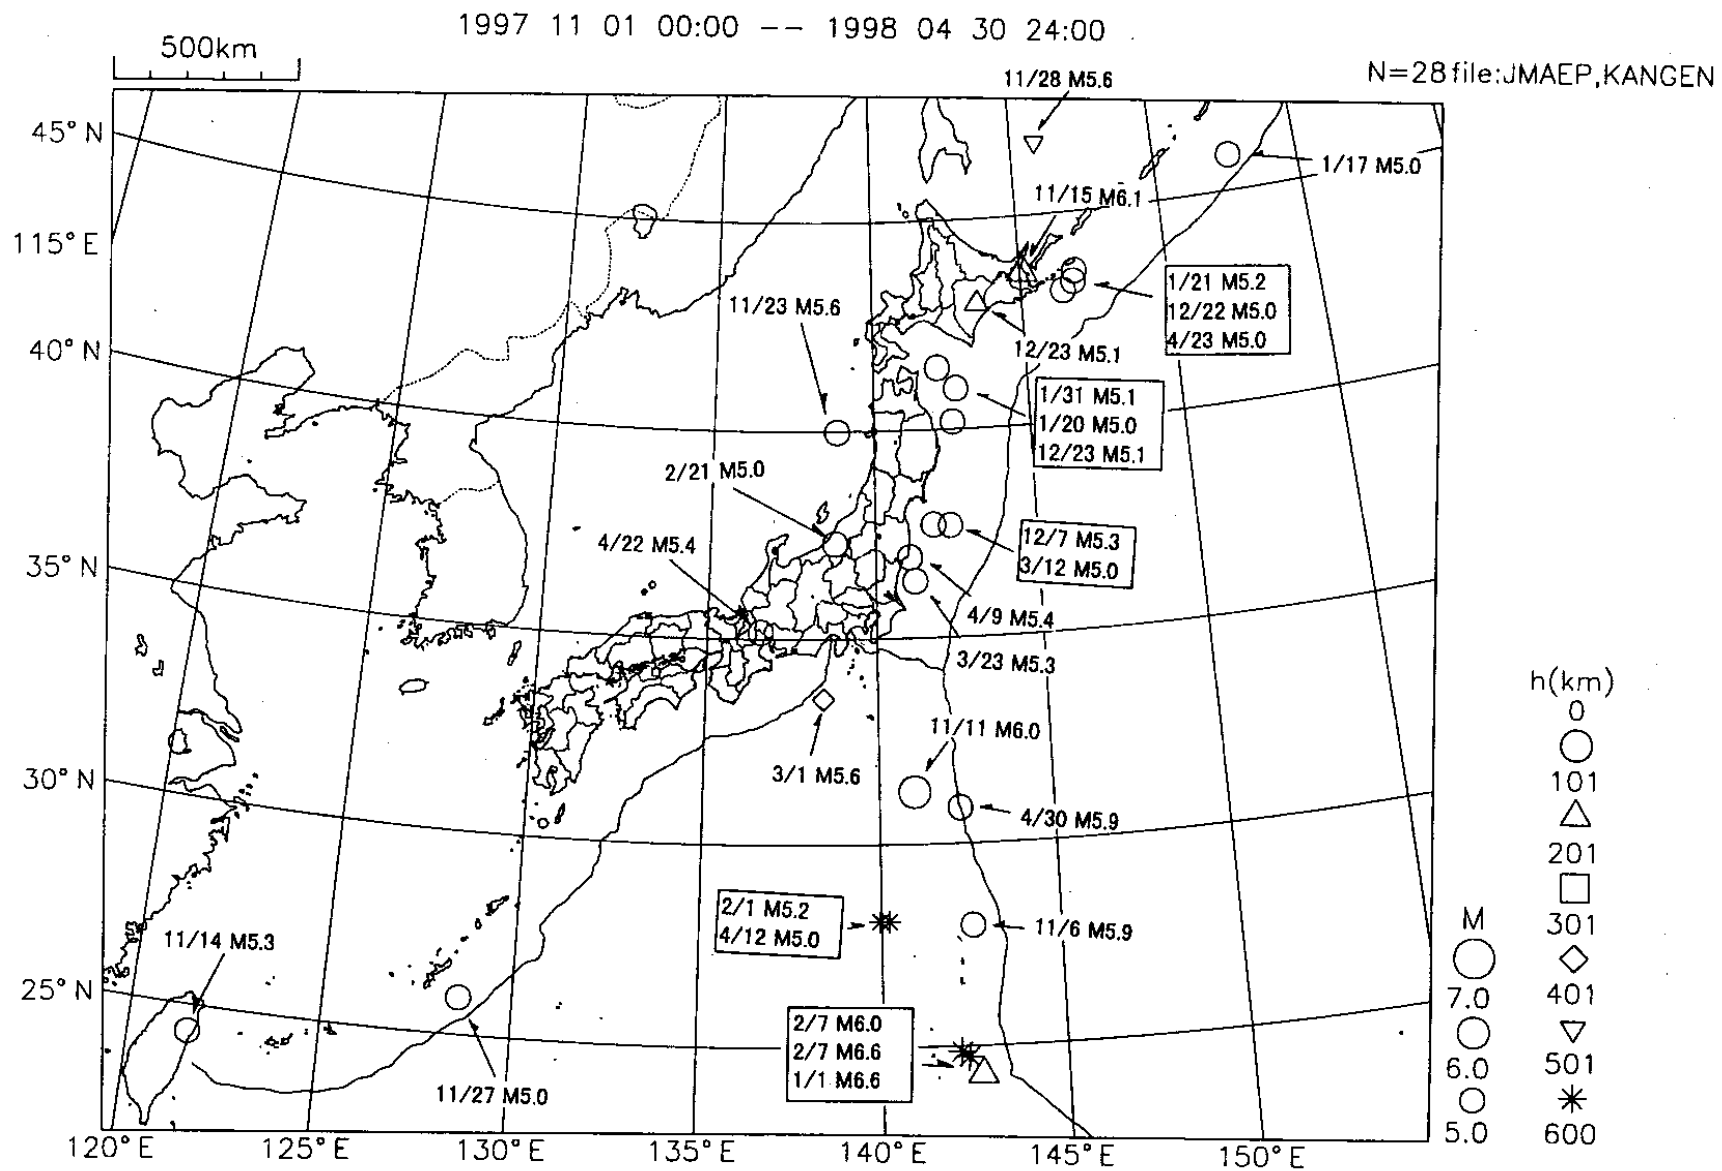 1997 11 01 00:00 -- 1998 04 30 24:00
500km
N=28 file:JMAEP,KANGEN
11/28 M5.6
45°N
1/17 M5.0
11/15 M6.1
115°E
1/21 M5.2
12/22 M5.0
4/23 M5.0
11/23 M5.6
40°N
12/23 M5.1
1/31 M5.1
1/20 M5.0
12/23 M5.1
2/21 M5.0
12/7 M5.3
3/12 M5.0
4/22 M5.4
35°N
4/9 M5.4
3/23 M5.3
11/11 M6.0
3/1 M5.6
30°N
4/30 M5.9
2/1 M5.2
4/12 M5.0
11/6 M5.9
11/14 M5.3
25°N
2/7 M6.0
2/7 M6.6
1/1 M6.6
11/27 M5.0
h(km)
0
101
201
301
401
501
600
M
7.0
6.0
5.0
120°E
125°E
130°E
135°E
140°E
145°E
150°E